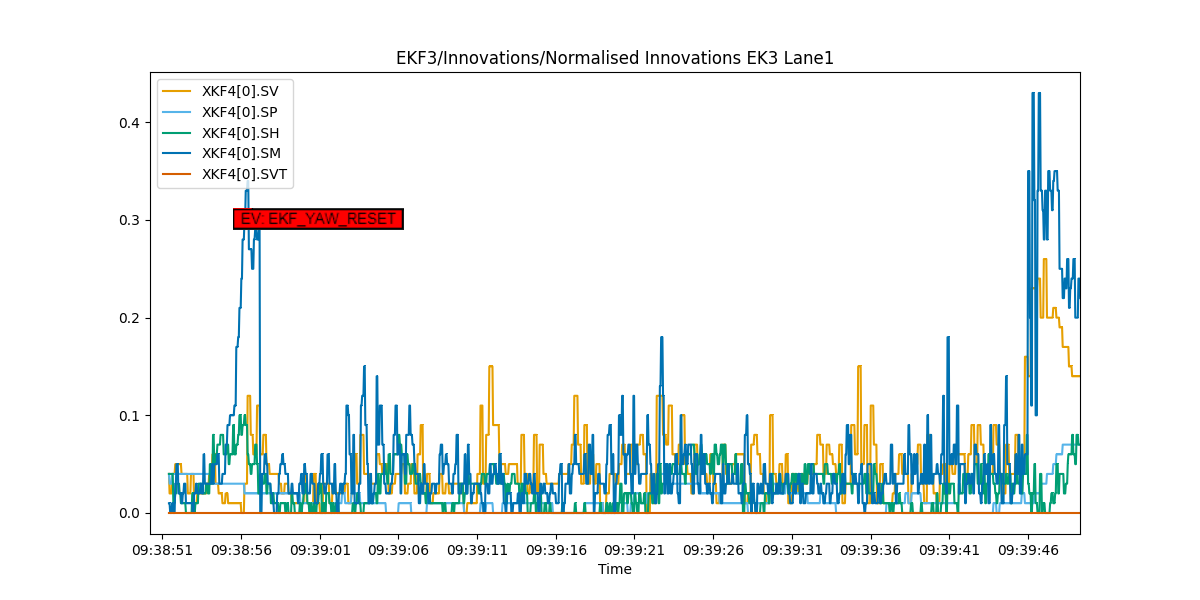 EKF3/Innovations/Normalised Innovations EK3 Lane1
XKF4[0].SV
XKF4[0].SP
XKF4[0].SH
XKF4[0].SM
XKF4[0].SVT
EV: EKF_YAW_RESET
0.4
0.3
0.2
0.1
0.0
09:38:51 09:38:56 09:39:01 09:39:06 09:39:11 09:39:16 09:39:21 09:39:26 09:39:31 09:39:36 09:39:41 09:39:46
Time